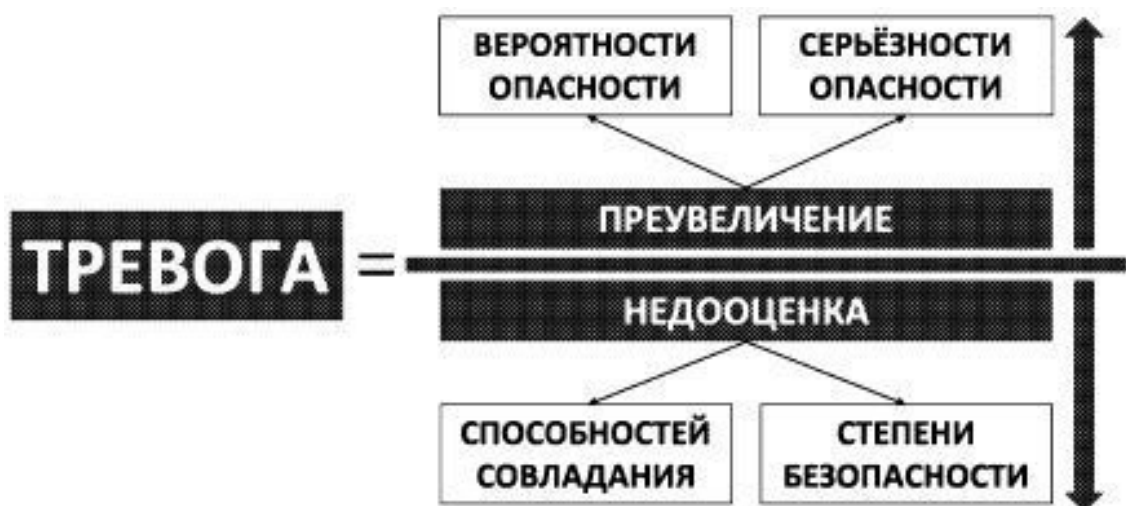 ВЕРОЯТНОСТИ
ОПАСНОСТИ
СЕРЬЁЗНОСТИ
ОПАСНОСТИ
ПРЕУВЕЛИЧЕНИЕ
ТРЕВОГА =
НЕДООЦЕНКА
СПОСОБНОСТЕЙ
СОВЛАДАНИЯ
СТЕПЕНИ
БЕЗОПАСНОСТИ